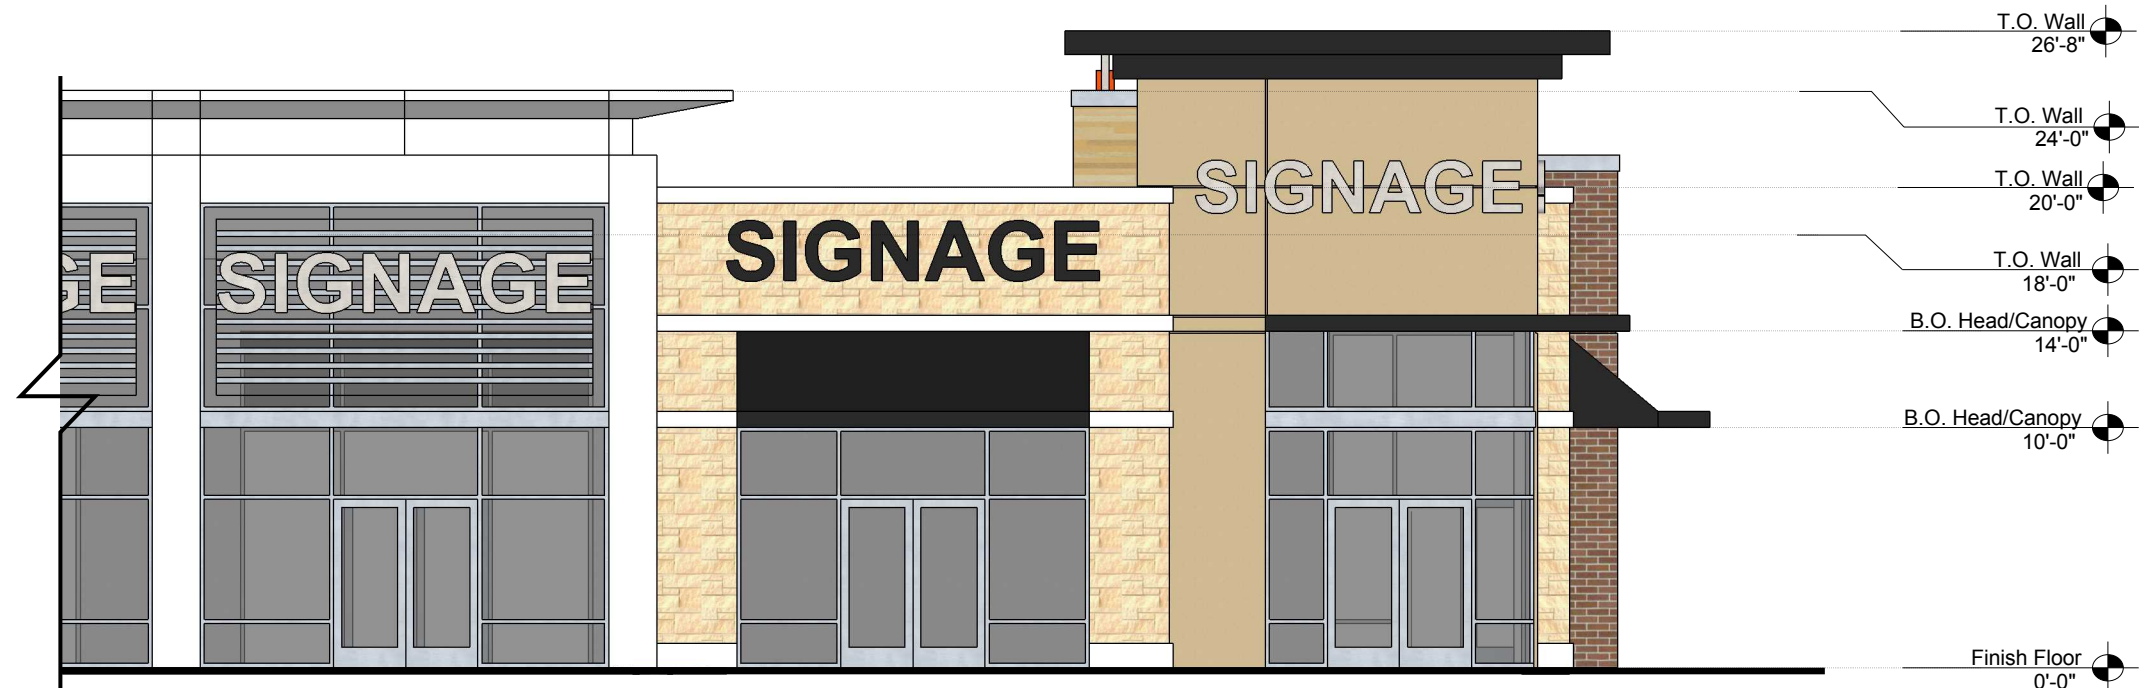 T.O. Wall
26'-8"
T.O. Wall
24'-0"
T.O. Wall
20'-0"
T.O. Wall
18'-0"
B.O. Head/Canopy
14'-0"
B.O. Head/Canopy
10'-0"
Finish Floor
0'-0"
GE
SIGNAGE
SIGNAGE
SIGNAGE